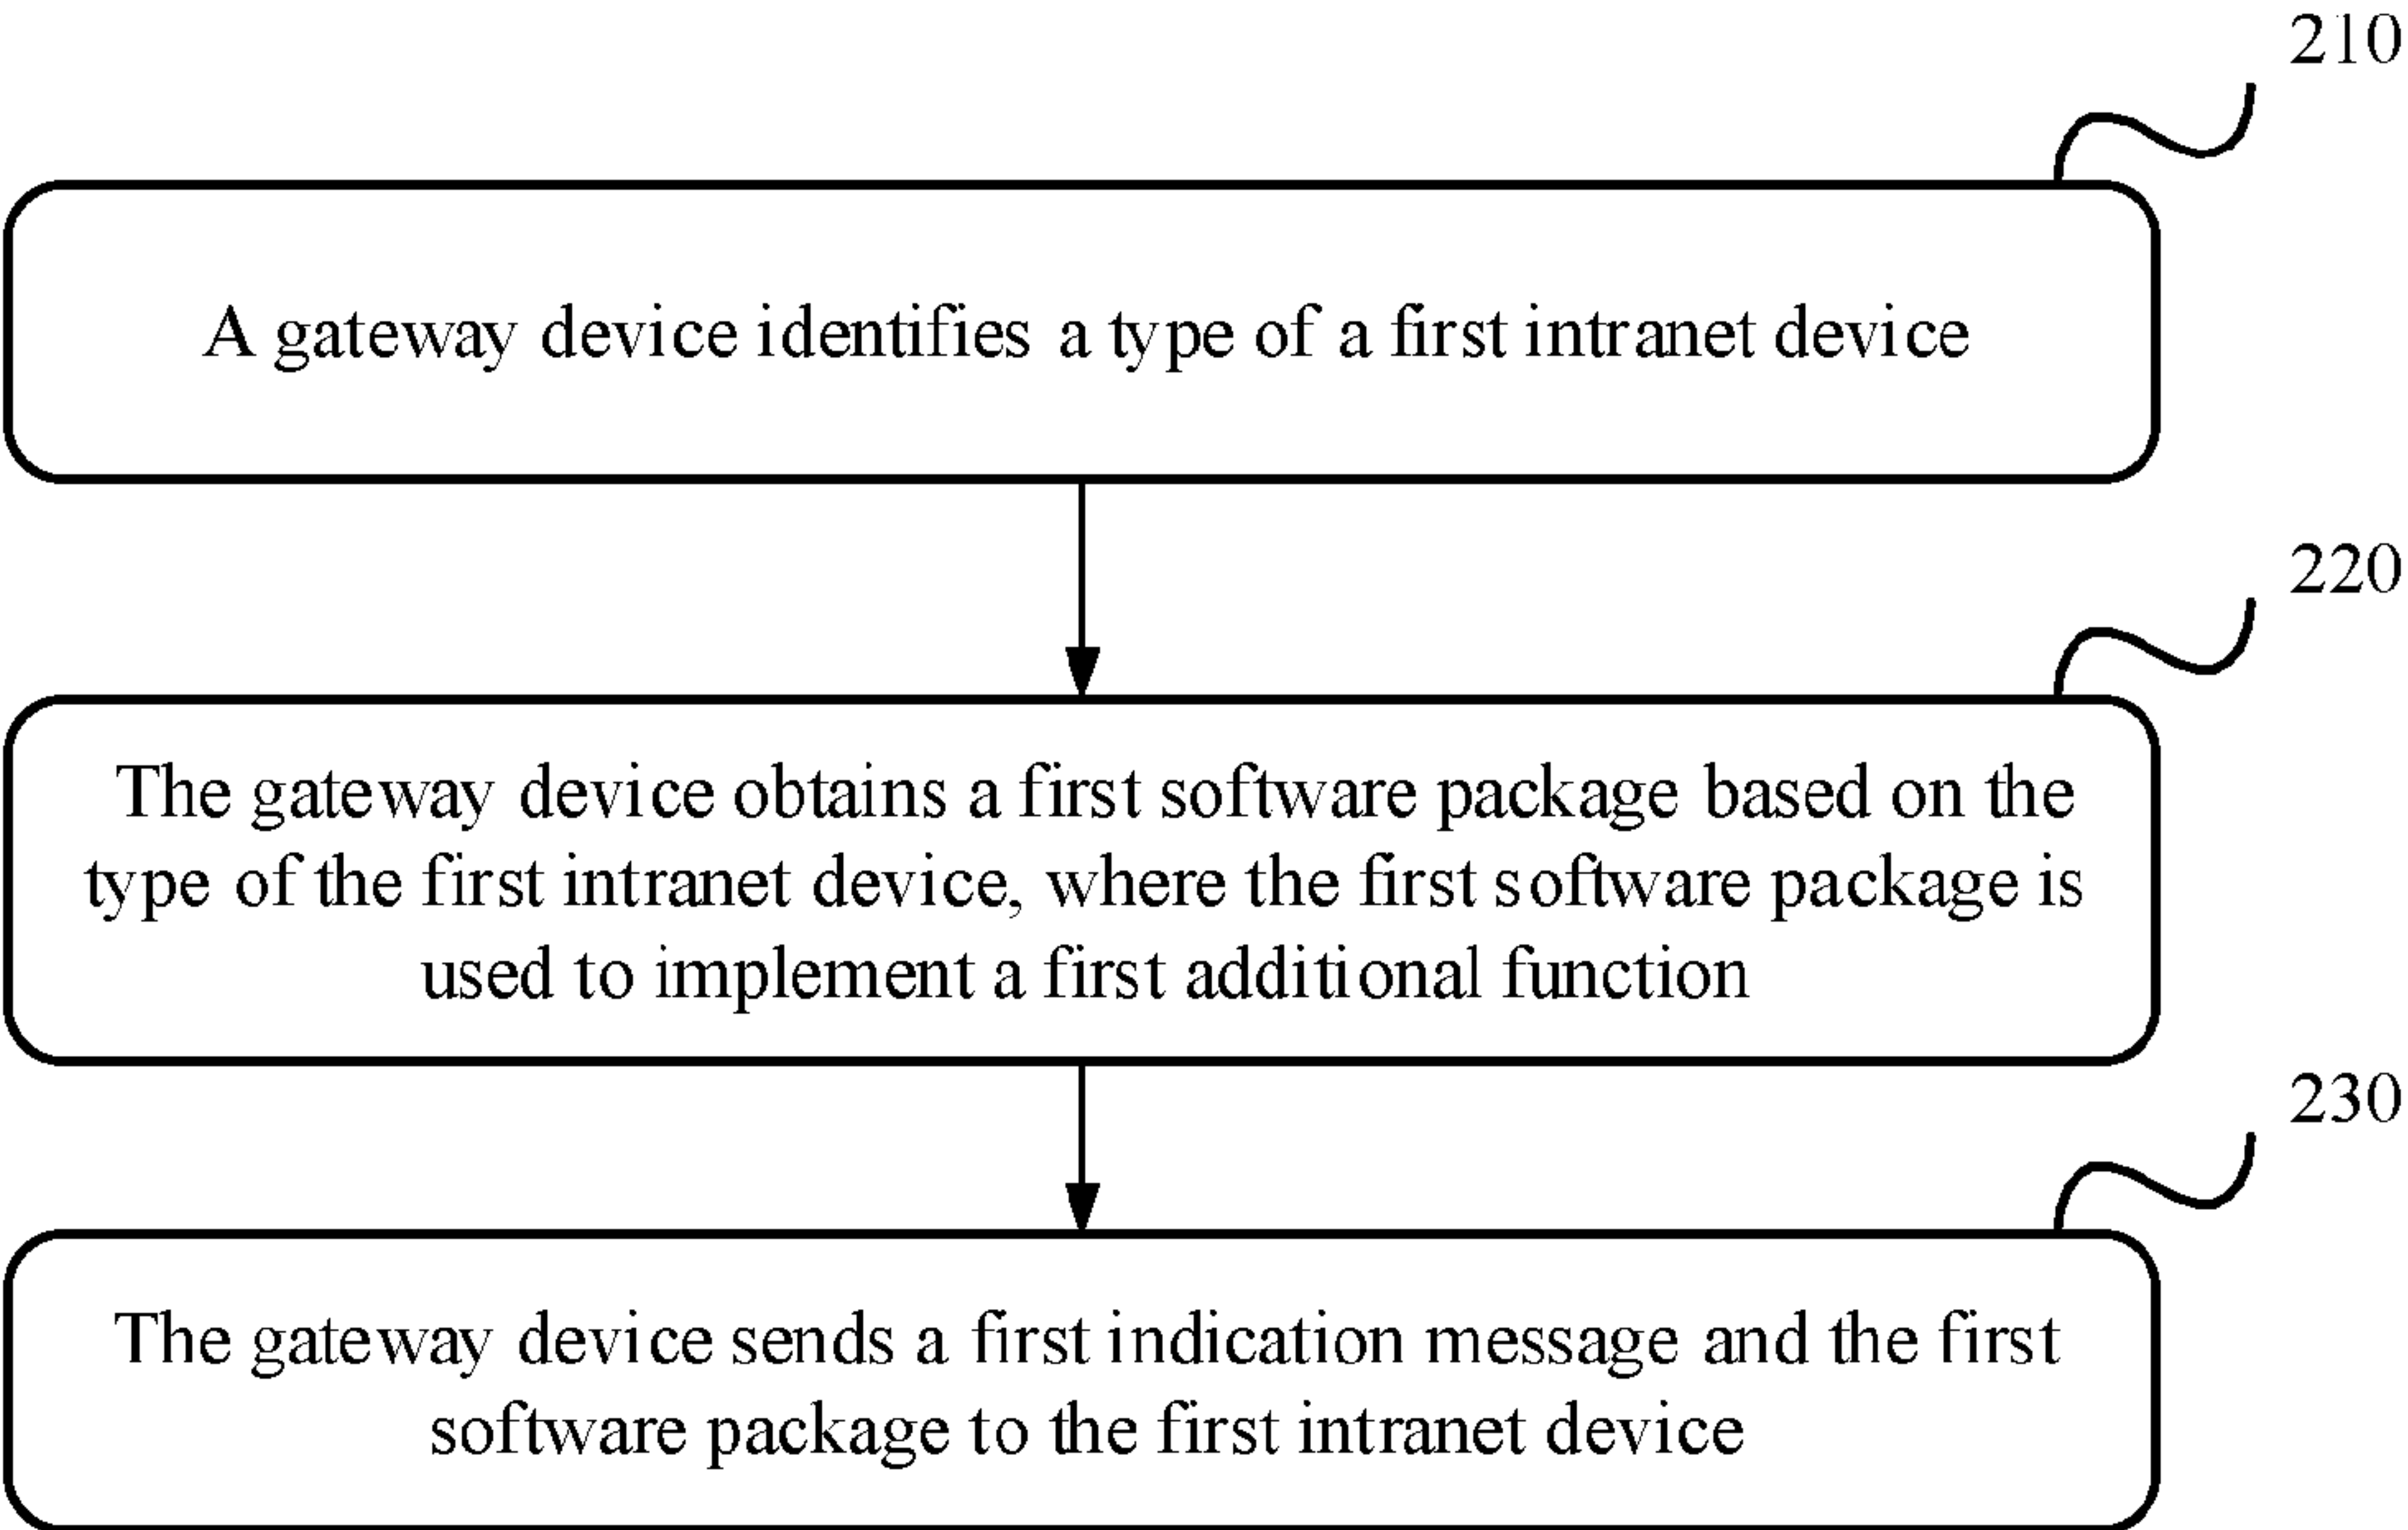 210
A gateway device identifies a type of a first intranet device
220
The gateway device obtains a first software package based on the
type of the first intranet device, where the first software package is
used to implement a first additional function
230
The gateway device sends a first indication message and the first
software package to the first intranet device